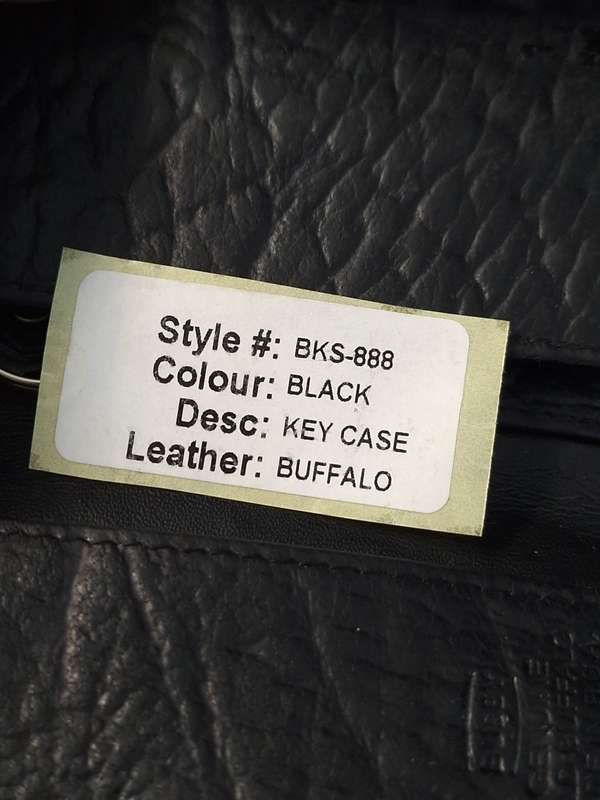 Style #: BKS-888
Colour: BLACK
Desc: KEY CASE
Leather: BUFFALO